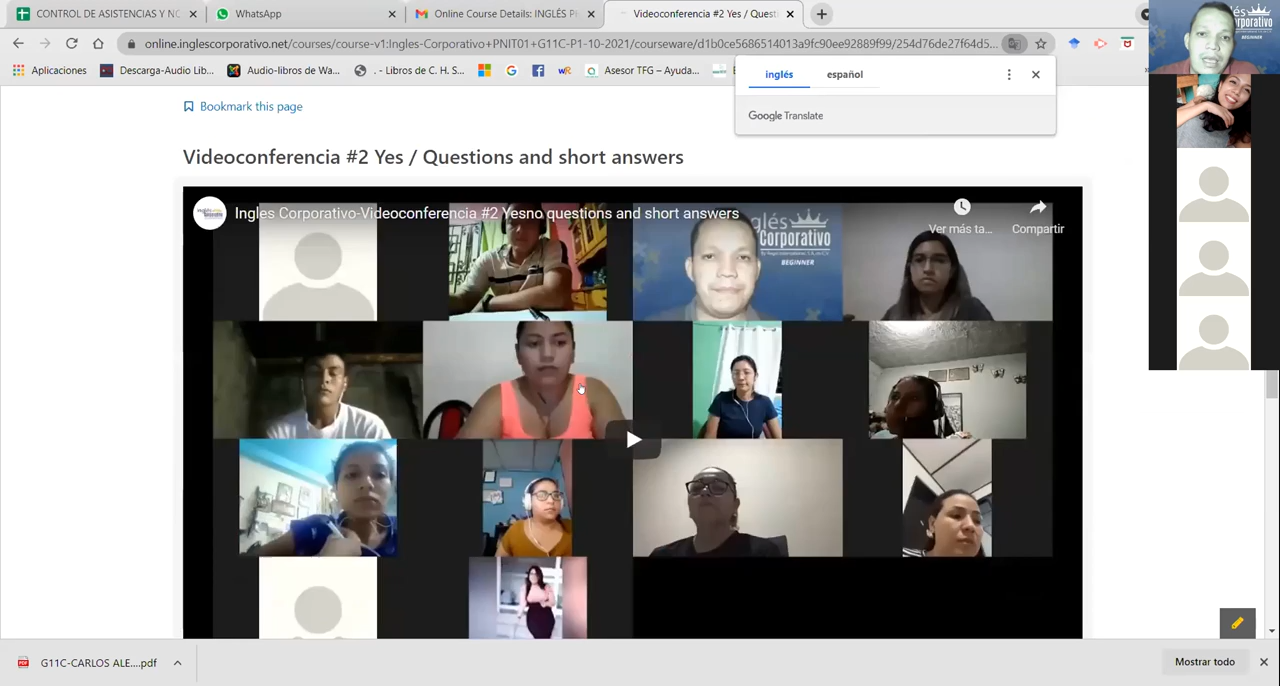 CONTROL DE ASISTENCIAS Y NO
WhatsApp
Online Course Details: INGLÉS P
Videoconferencia #2 Yes / Questi
online.inglescorporativo.net/courses/course-v1:Ingles-Corporativo+PNIT01+G11C-P1-10-2021/courseware/d1b0ce5686514013a9fc90ee92889f99/254d76de27f64d5...
Aplicaciones
Descarga-Audio Lib...
Audio-libros de Wa...
. - Libros de C. H. S...
Asesor TFG – Ayuda...
inglés
español
Google Translate
Bookmark this page
Videoconferencia #2 Yes / Questions and short answers
Ingles Corporativo-Videoconferencia #2 Yesno questions and short answers
Ver más ta...
Compartir
glés
Corporativo
BEGINNER
lés
rporativo
BEGINNER
G11C-CARLOS ALE....pdf
Mostrar todo